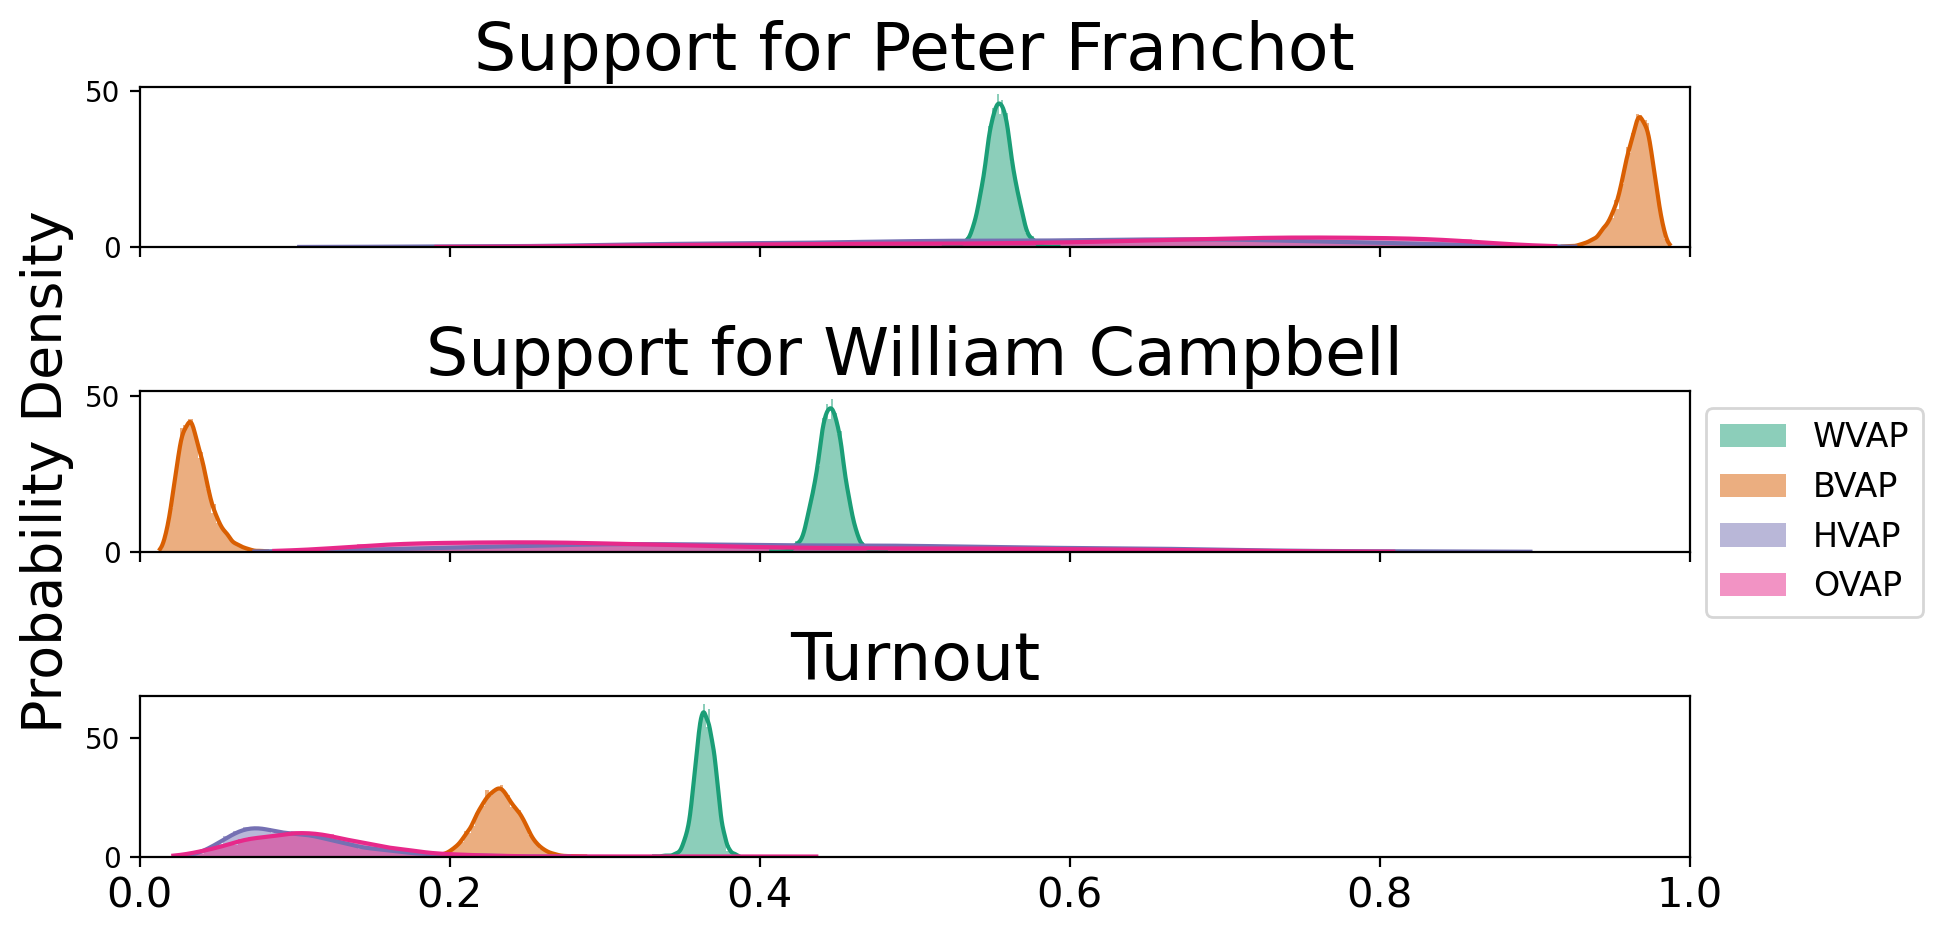 Support for Peter Franchot
50
0
Support for William Campbell
50
0
Probability Density
WVAP
BVAP
HVAP
OVAP
Turnout
50
0
0.0 0.2 0.4 0.6 0.8 1.0